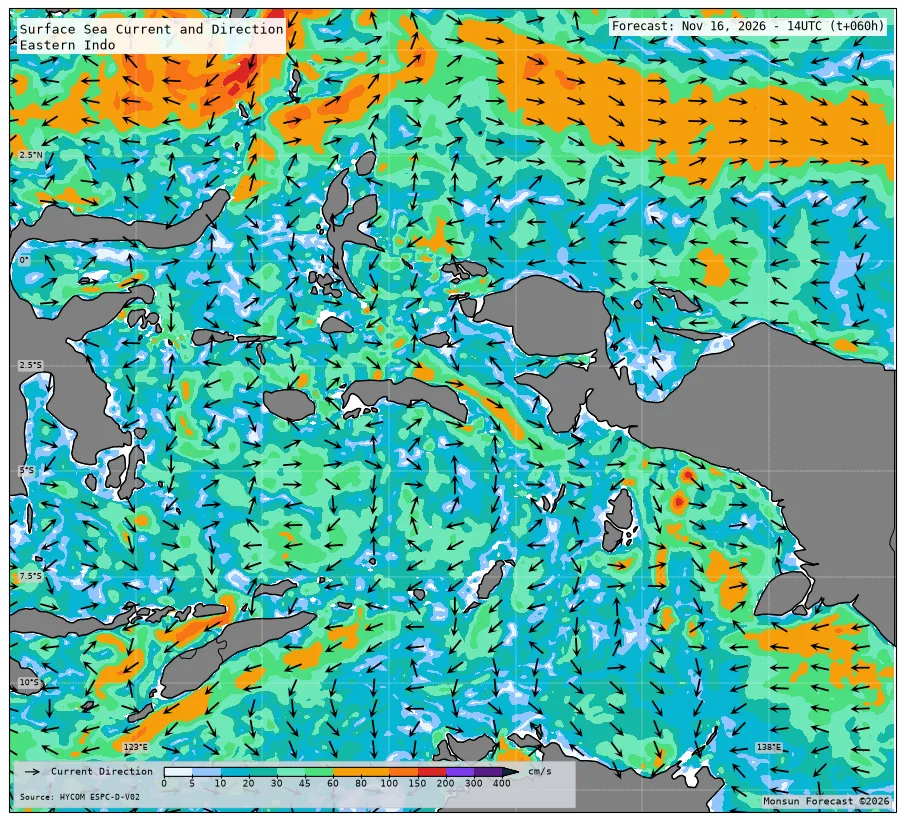 Surface Sea Current and Direction
Eastern Indo
Forecast: Nov 16, 2026 - 14UTC (t+060h)
2.5°N
0°
2.5°S
5°S
7.5°S
10°S
123°E
138°E
Current Direction
0 5 10 20 30 45 60 80 100 150 200 300 400
cm/s
Source: HYCOM ESPC-D-V02
Monsun Forecast ©2026